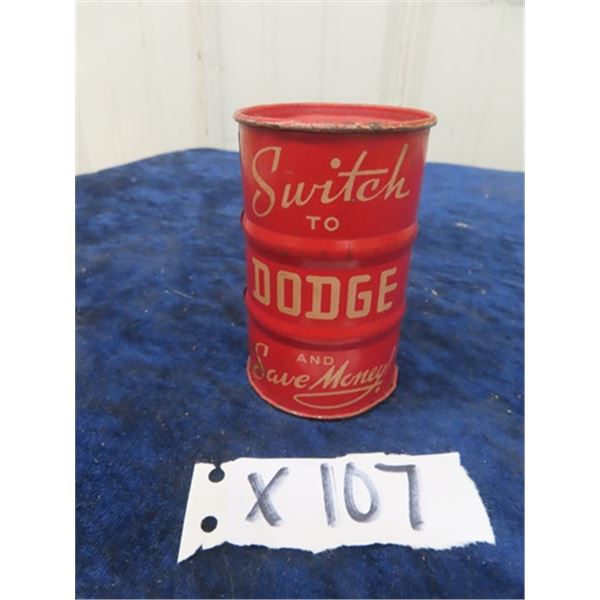 Switch
TO
DODGE
AND
Save Money!
X 107